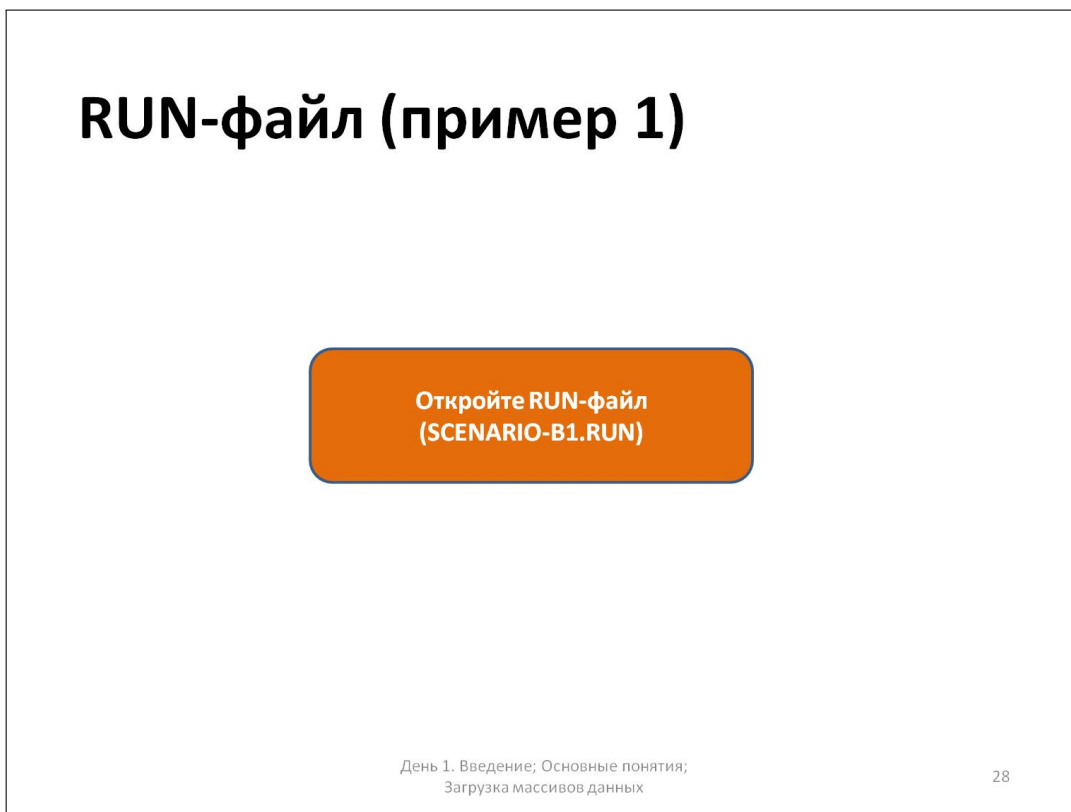 RUN-файл (пример 1)
Откройте RUN-файл
(SCENARIO-B1.RUN)
День 1. Введение; Основные понятия;
Загрузка массивов данных
28